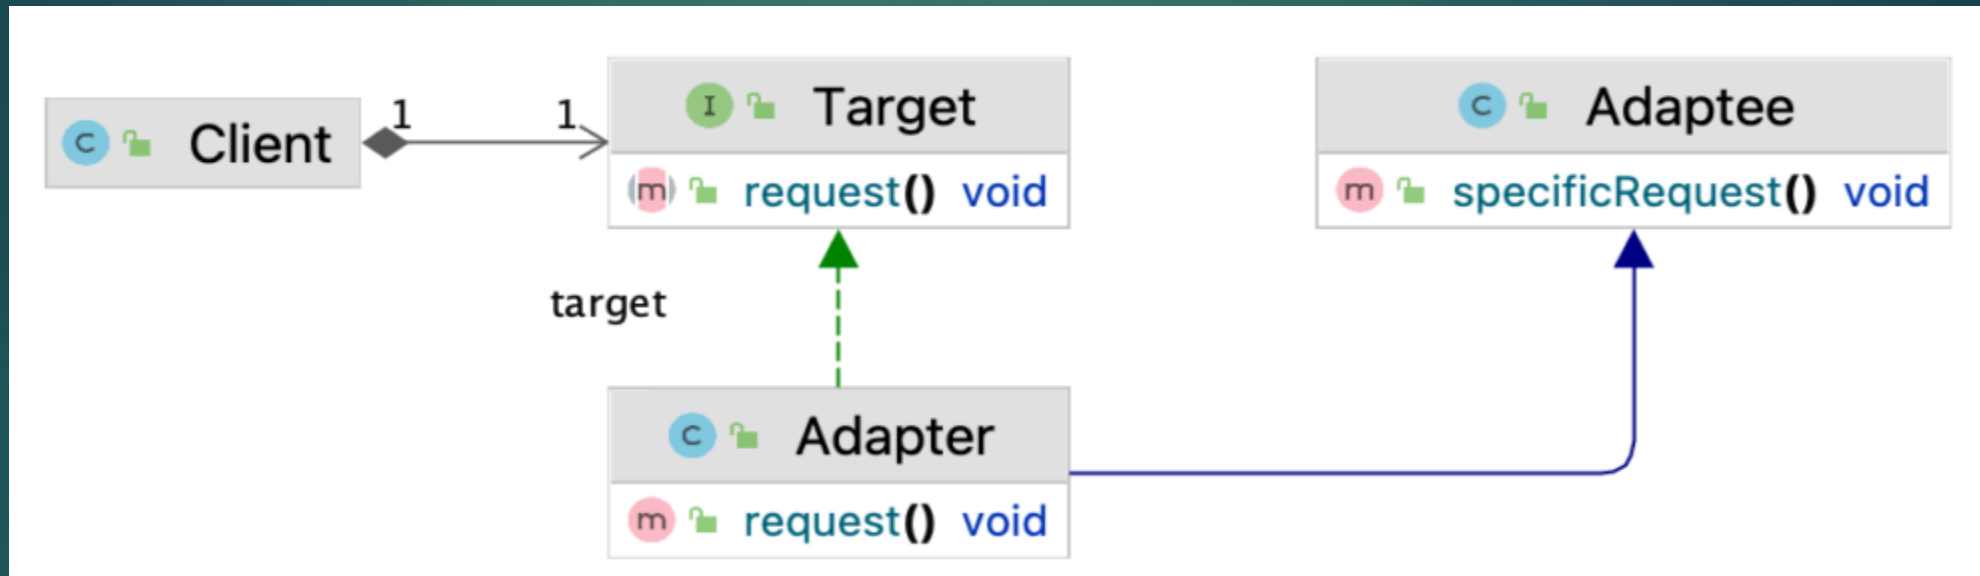 C Client
1 1
I Target
m request() void
C Adaptee
m specificRequest() void
target
C Adapter
m request() void